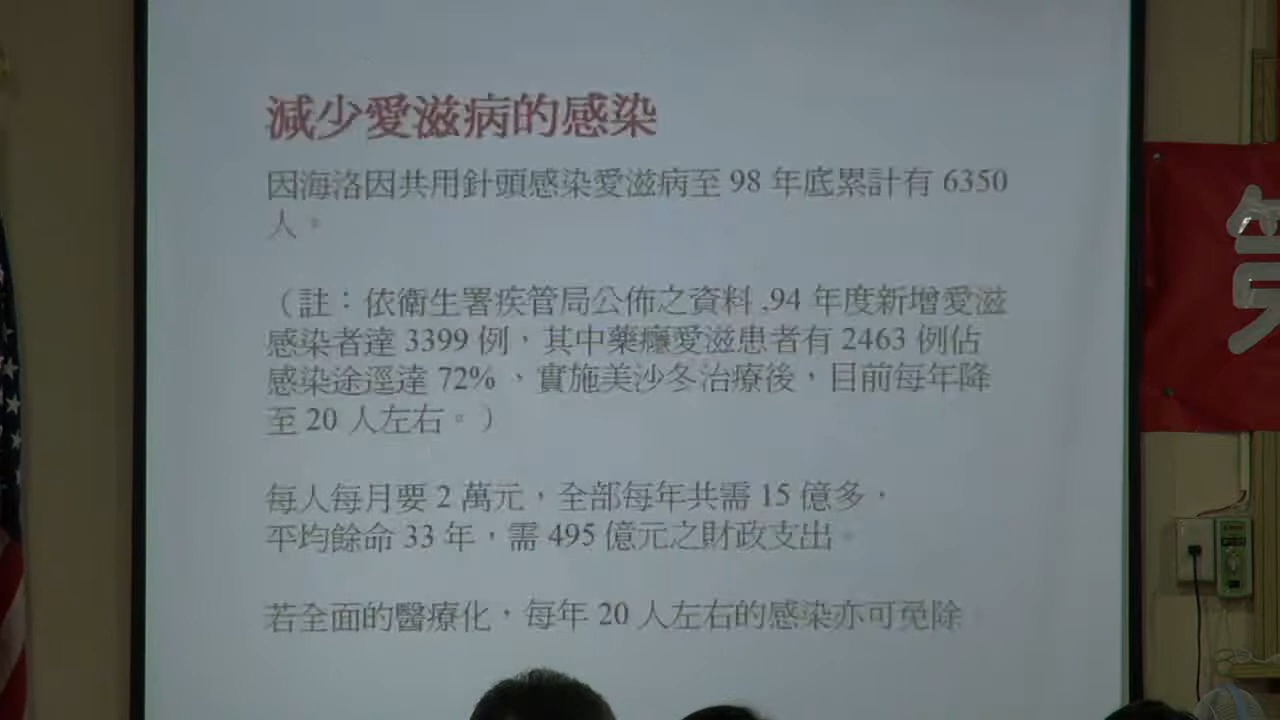 減少愛滋病的感染
因海洛因共用針頭感染愛滋病至 98 年底累計有 6350
人。
（註：依衛生署疾管局公佈之資料 ,94 年度新增愛滋
感染者達 3399 例，其中藥癮愛滋患者有 2463 例佔
感染途逕達 72% 、實施美沙冬治療後，目前每年降
至 20 人左右。）
每人每月要 2 萬元，全部每年共需 15 億多，
平均餘命 33 年，需 495 億元之財政支出。
若全面的醫療化，每年 20 人左右的感染亦可免除
第